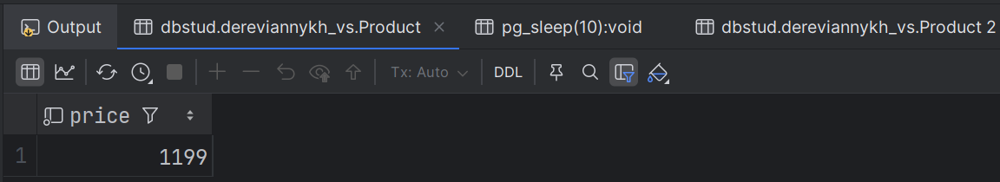 Output dbstud.dereviannykh_vs.Product pg_sleep(10):void dbstud.dereviannykh_vs.Product 2
Tx: Auto DDL
price
1 1199